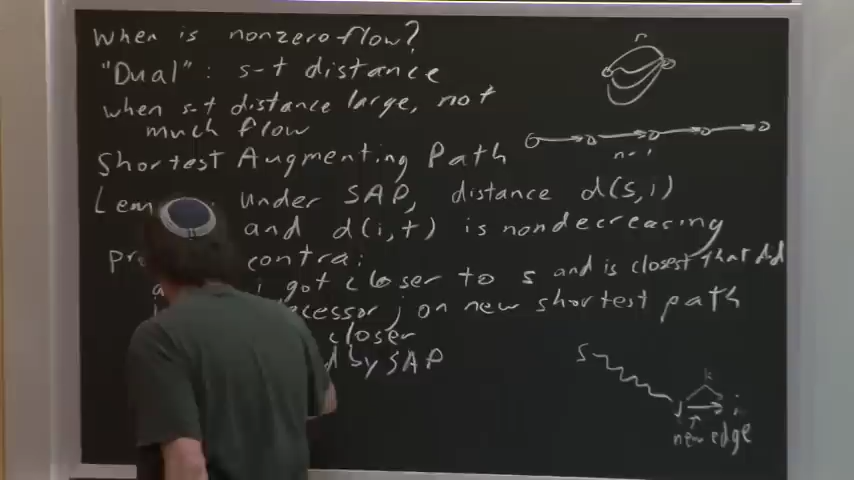 When is nonzero flow?
"Dual": s-t distance
when s-t distance large, not
much flow
Shortest Augmenting Path
under SAP, distance d(s,i)
and d(i,t) is nondecreasing
contra:
i got closer to s and is closest that did
j on new shortest path
closer
by SAP
s
k
j
i
new edge